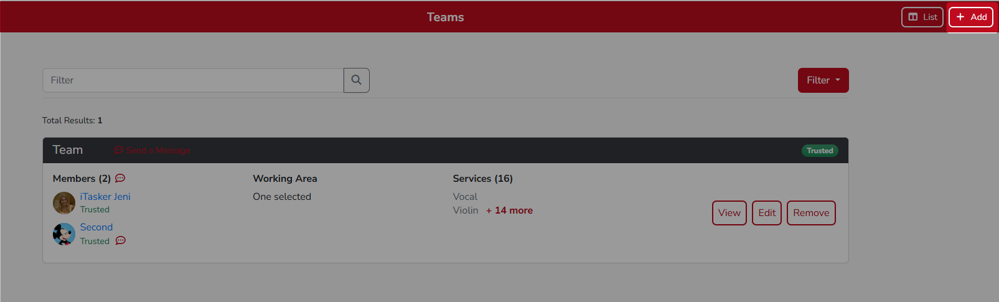 Teams
List
+ Add
Filter
Filter
Total Results: 1
Team
Send a Message
Trusted
Members (2)
Working Area
Services (16)
iTasker Jeni
Trusted
One selected
Vocal
Violin + 14 more
Second
Trusted
View
Edit
Remove